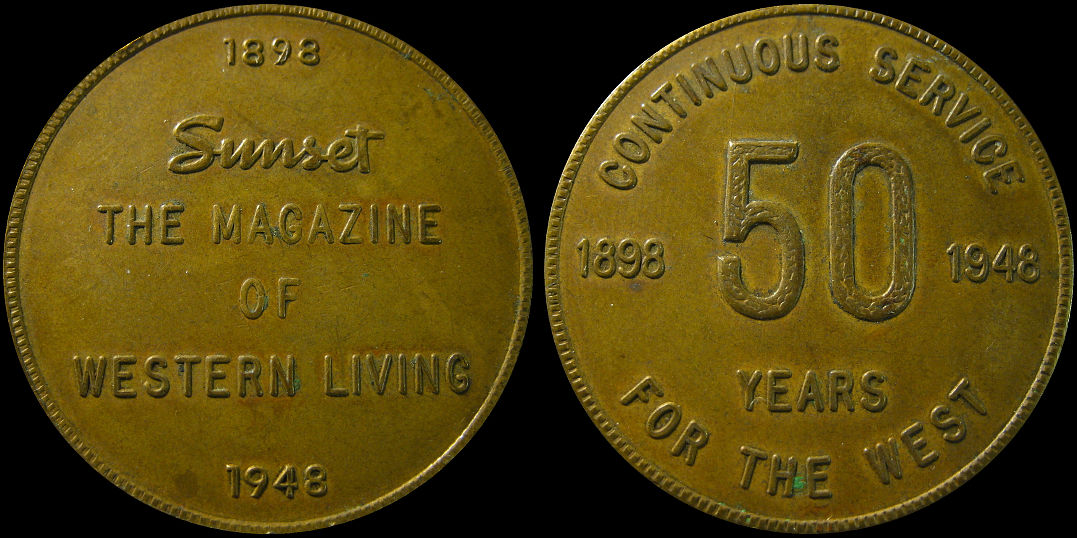 1898
Sunset
THE MAGAZINE
OF
WESTERN LIVING
1948
CONTINUOUS SERVICE
50
1898 1948
YEARS
FOR THE WEST